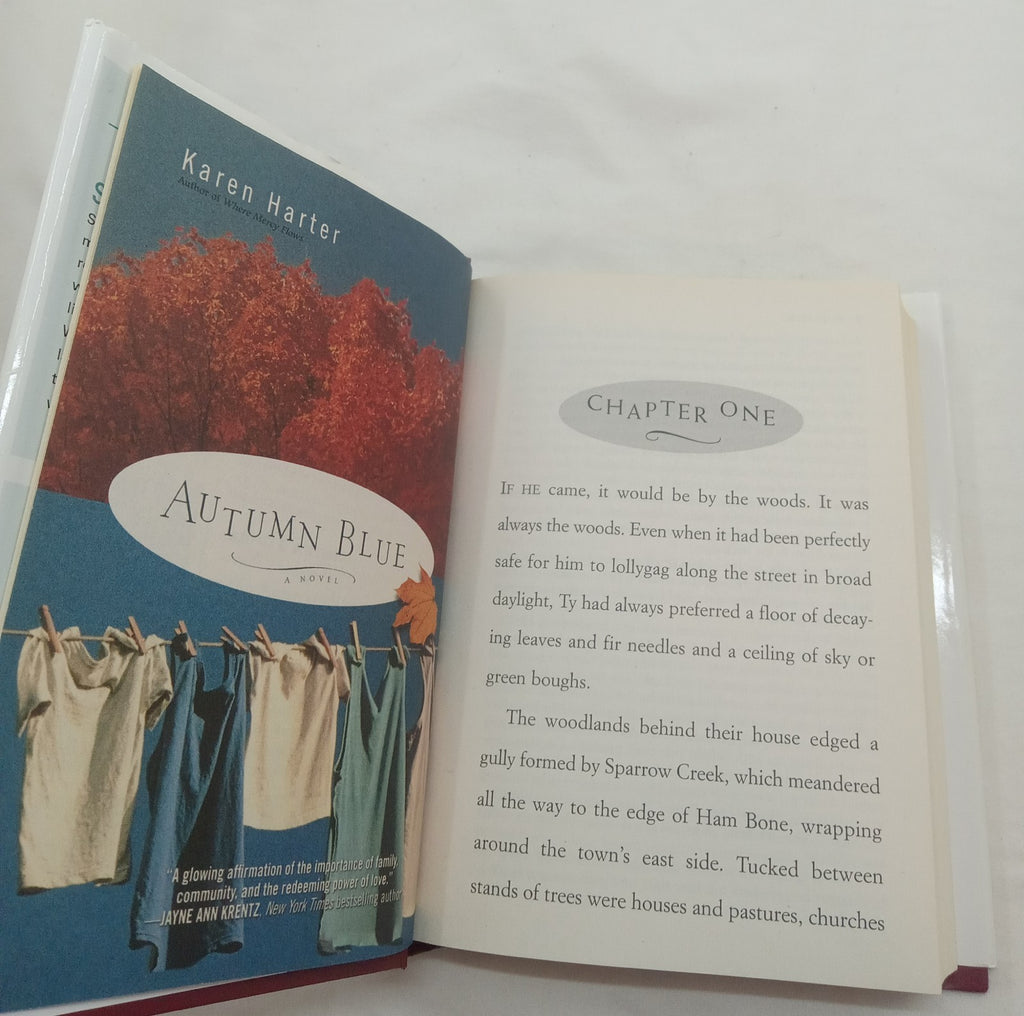 Karen Harter
Author of Where Mercy Flows
AUTUMN BLUE
A NOVEL
"A glowing affirmation of the importance of family,
community, and the redeeming power of love."
—JAYNE ANN KRENTZ, New York Times bestselling author
CHAPTER ONE
IF HE came, it would be by the woods. It was
always the woods. Even when it had been perfectly
safe for him to lollygag along the street in broad
daylight, Ty had always preferred a floor of decay-
ing leaves and fir needles and a ceiling of sky or
green boughs.
The woodlands behind their house edged a
gully formed by Sparrow Creek, which meandered
all the way to the edge of Ham Bone, wrapping
around the town's east side. Tucked between
stands of trees were houses and pastures, churches